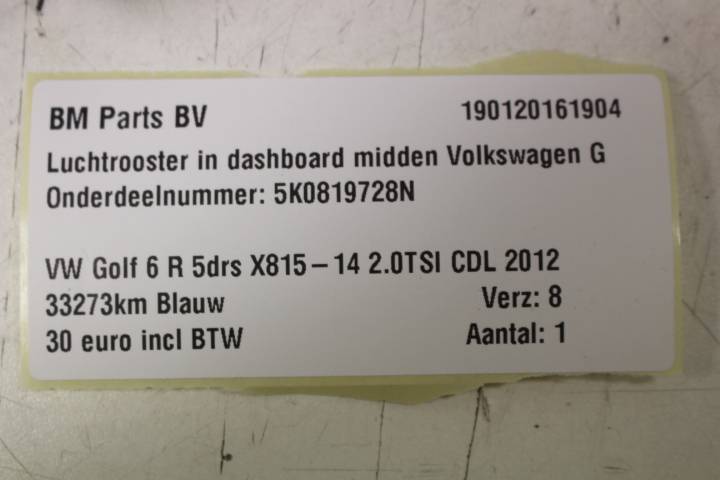 BM Parts BV 190120161904
Luchtrooster in dashboard midden Volkswagen G
Onderdeelnummer: 5K0819728N
VW Golf 6 R 5drs X815-14 2.0TSI CDL 2012
33273km Blauw Verz: 8
30 euro incl BTW Aantal: 1